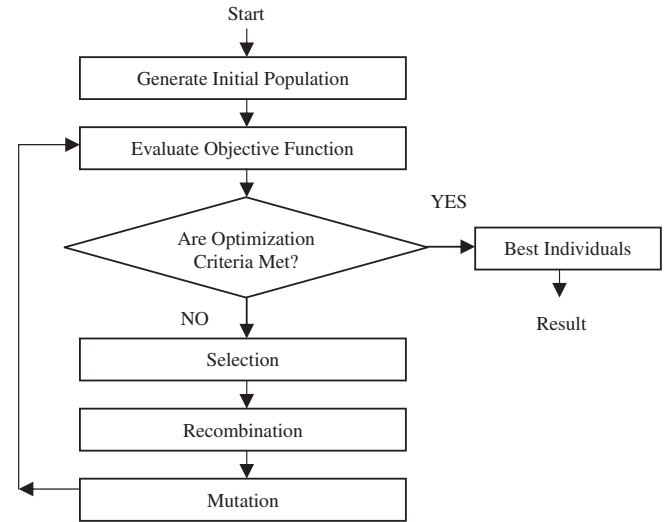 Start
Generate Initial Population
Evaluate Objective Function
Are Optimization
Criteria Met?
YES
Best Individuals
Result
NO
Selection
Recombination
Mutation